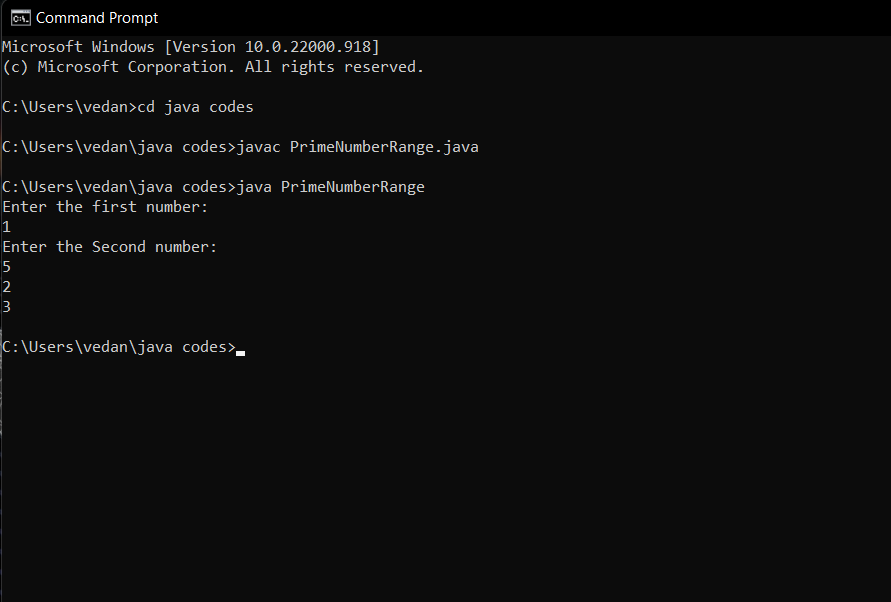 Command Prompt
Microsoft Windows [Version 10.0.22000.918]
(c) Microsoft Corporation. All rights reserved.
C:\Users\vedan>cd java codes
C:\Users\vedan\java codes>javac PrimeNumberRange.java
C:\Users\vedan\java codes>java PrimeNumberRange
Enter the first number:
1
Enter the Second number:
5
2
3
C:\Users\vedan\java codes>